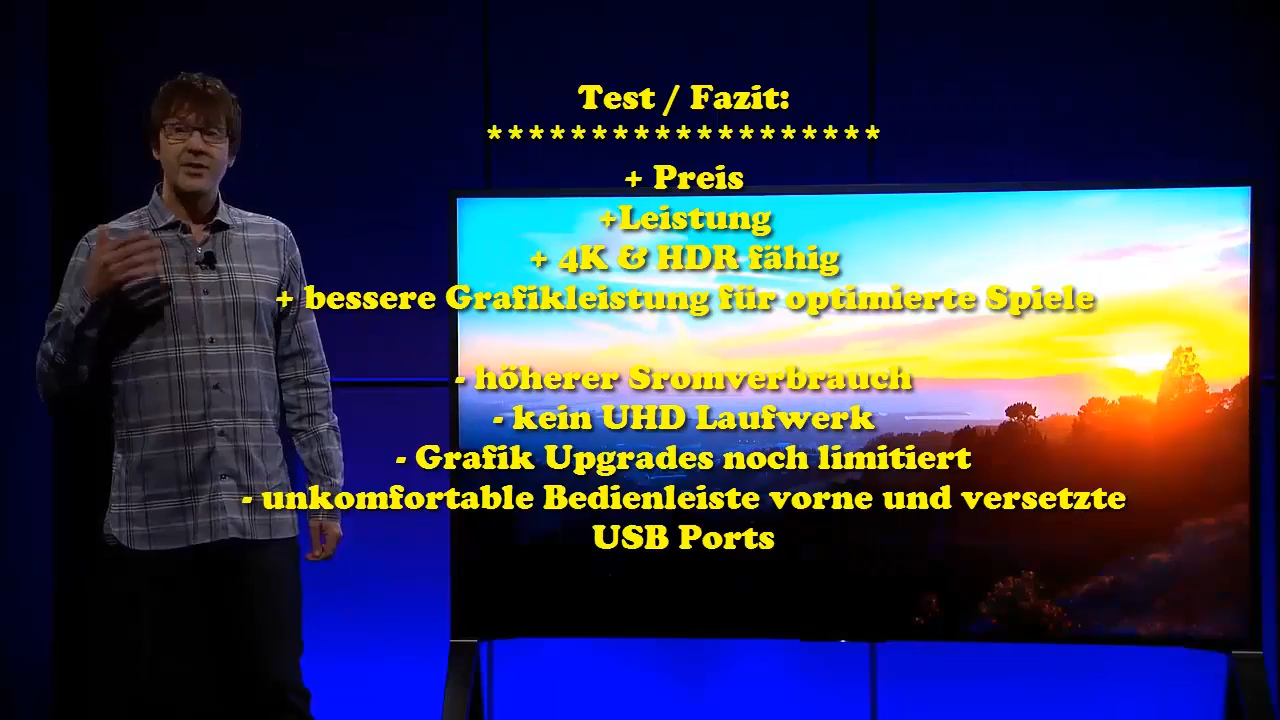 Test / Fazit:
*******************
+ Preis
+Leistung
+ 4K & HDR fähig
+ bessere Grafikleistung für optimierte Spiele
- höherer Sromverbrauch
- kein UHD Laufwerk
- Grafik Upgrades noch limitiert
- unkomfortable Bedienleiste vorne und versetzte
USB Ports